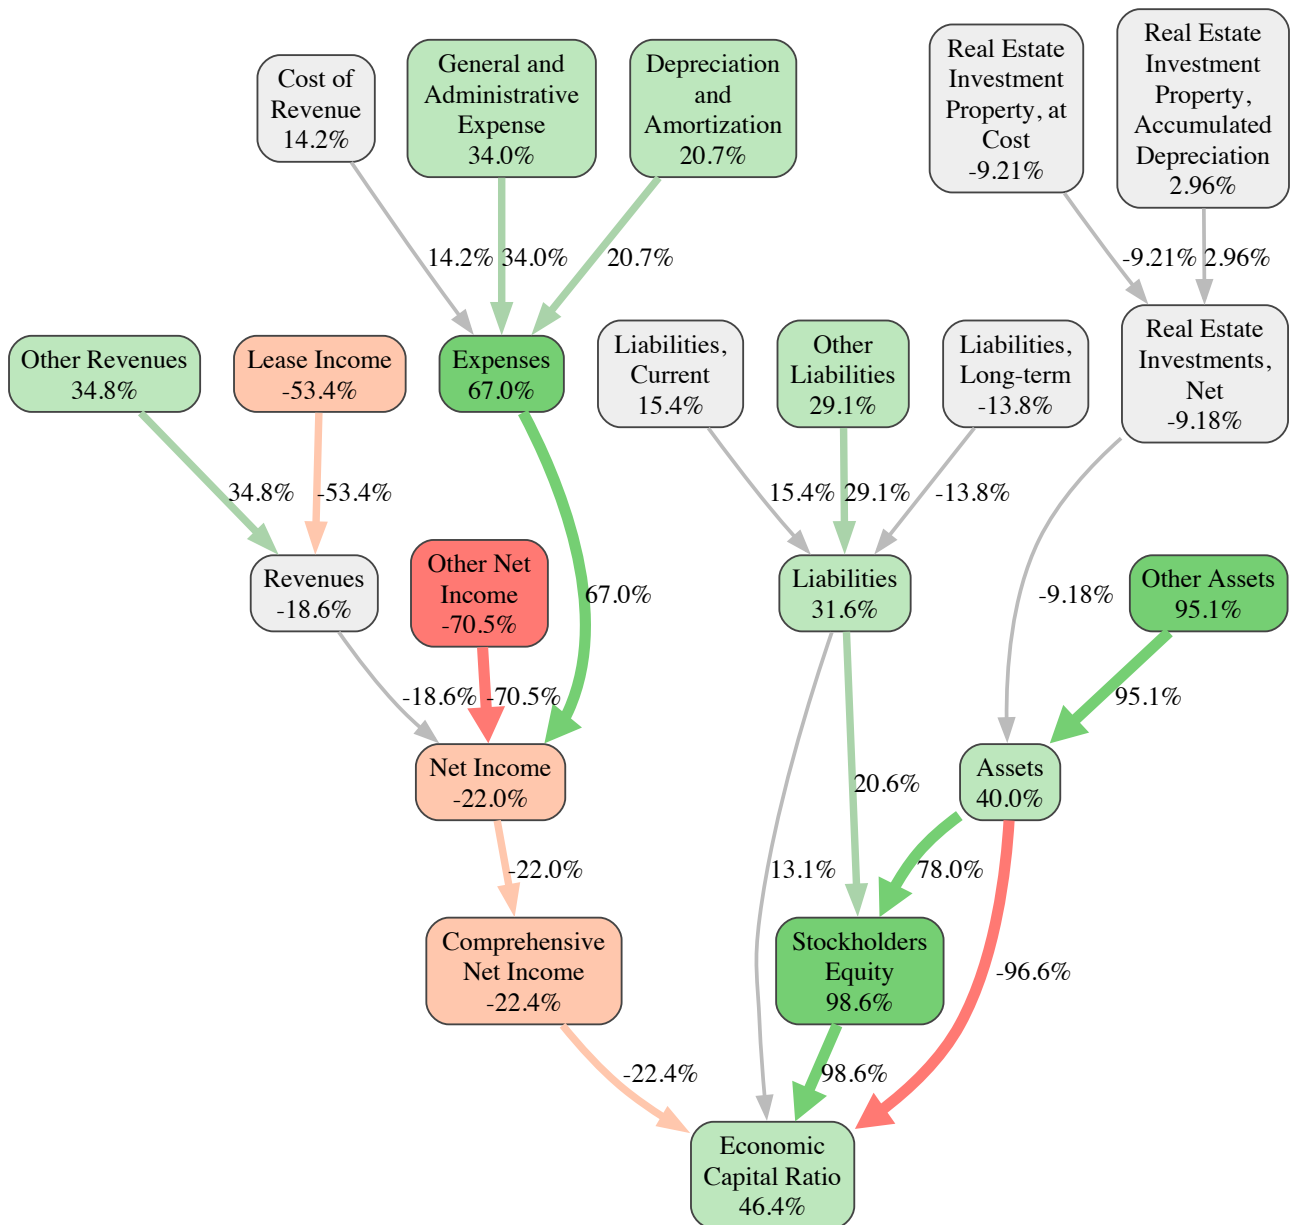 Cost of
Revenue
14.2%
General and
Administrative
Expense
34.0%
Depreciation
and
Amortization
20.7%
Real Estate
Investment
Property, at
Cost
-9.21%
Real Estate
Investment
Property,
Accumulated
Depreciation
2.96%
14.2%
34.0%
20.7%
-9.21%
2.96%
Other Revenues
34.8%
Lease Income
-53.4%
Expenses
67.0%
Liabilities,
Current
15.4%
Other
Liabilities
29.1%
Liabilities,
Long-term
-13.8%
Real Estate
Investments,
Net
-9.18%
34.8%
-53.4%
15.4%
29.1%
-13.8%
Revenues
-18.6%
Other Net
Income
-70.5%
67.0%
Liabilities
31.6%
-9.18%
Other Assets
95.1%
-18.6%
-70.5%
95.1%
Net Income
-22.0%
20.6%
Assets
40.0%
-22.0%
13.1%
78.0%
Comprehensive
Net Income
-22.4%
Stockholders
Equity
98.6%
-96.6%
-22.4%
98.6%
Economic
Capital Ratio
46.4%